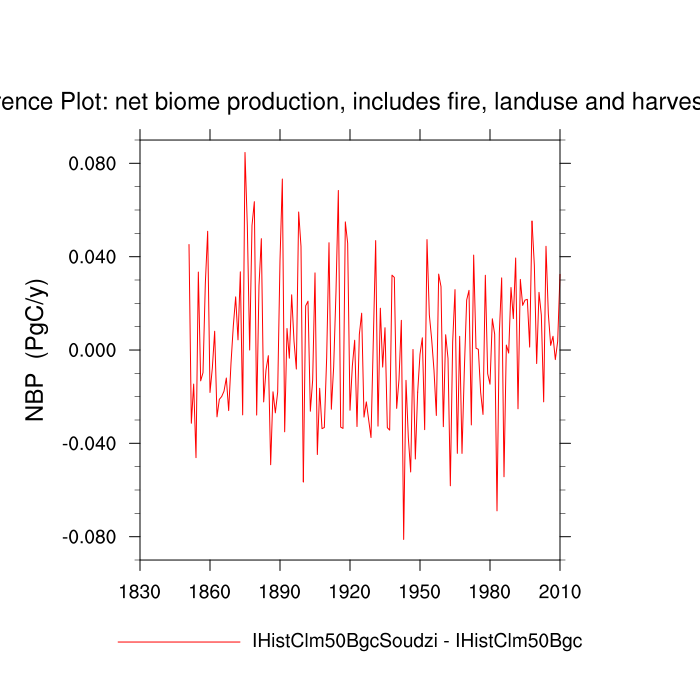 rence Plot: net biome production, includes fire, landuse and harves
NBP (PgC/y)
0.080
0.040
0.000
-0.040
-0.080
1830 1860 1890 1920 1950 1980 2010
IHistClm50BgcSoudzi - IHistClm50Bgc